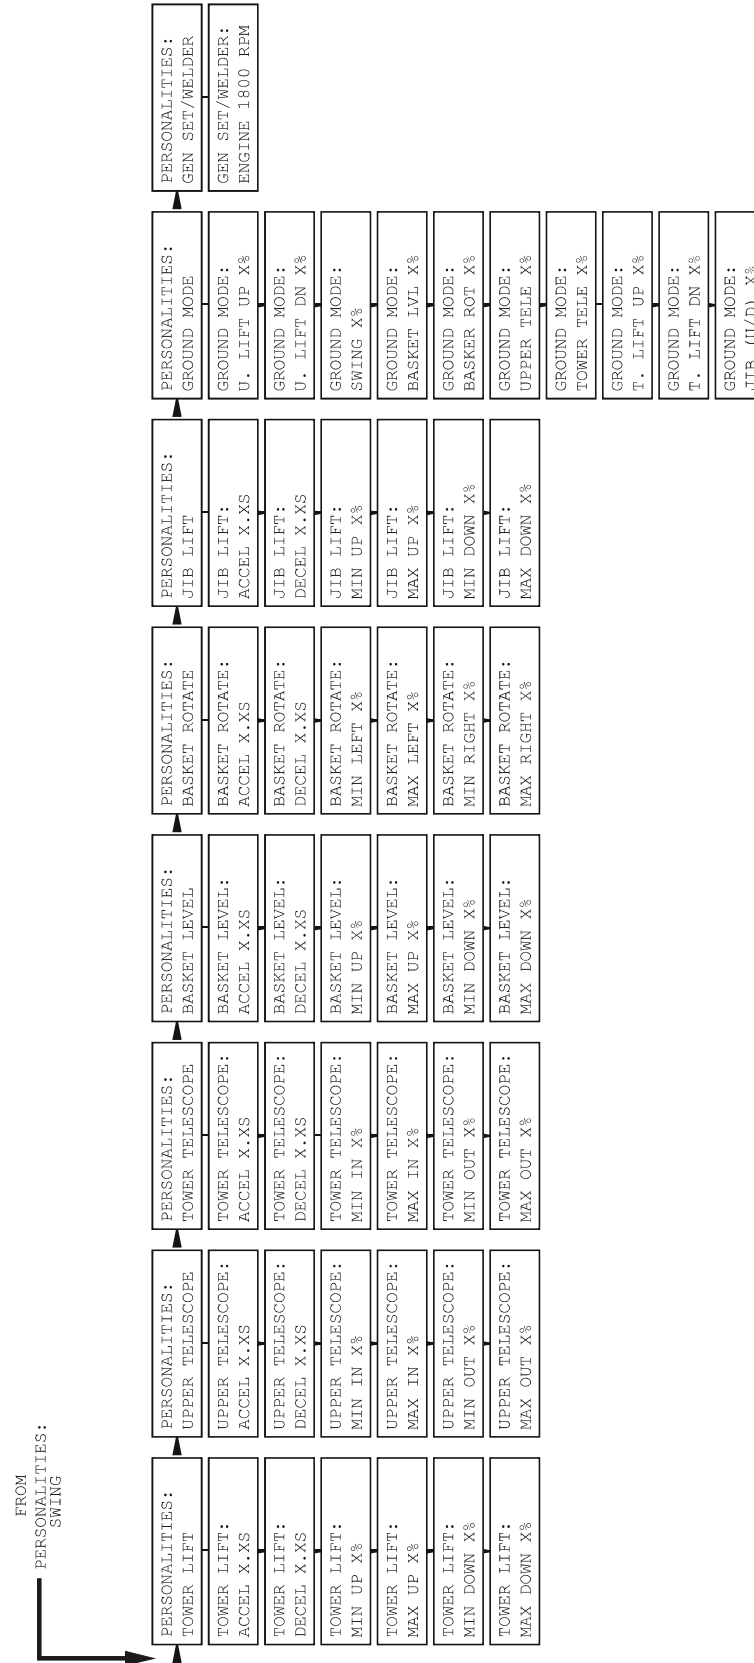 FROM
PERSONALITIES:
SWING
PERSONALITIES:
TOWER LIFT
TOWER LIFT:
ACCEL X.XS
TOWER LIFT:
DECEL X.XS
TOWER LIFT:
MIN UP X%
TOWER LIFT:
MAX UP X%
TOWER LIFT:
MIN DOWN X%
TOWER LIFT:
MAX DOWN X%
PERSONALITIES:
UPPER TELESCOPE
UPPER TELESCOPE:
ACCEL X.XS
UPPER TELESCOPE:
DECEL X.XS
UPPER TELESCOPE:
MIN IN X%
UPPER TELESCOPE:
MAX IN X%
UPPER TELESCOPE:
MIN OUT X%
UPPER TELESCOPE:
MAX OUT X%
PERSONALITIES:
TOWER TELESCOPE
TOWER TELESCOPE:
ACCEL X.XS
TOWER TELESCOPE:
DECEL X.XS
TOWER TELESCOPE:
MIN IN X%
TOWER TELESCOPE:
MAX IN X%
TOWER TELESCOPE:
MIN OUT X%
TOWER TELESCOPE:
MAX OUT X%
PERSONALITIES:
BASKET LEVEL
BASKET LEVEL:
ACCEL X.XS
BASKET LEVEL:
DECEL X.XS
BASKET LEVEL:
MIN UP X%
BASKET LEVEL:
MAX UP X%
BASKET LEVEL:
MIN DOWN X%
BASKET LEVEL:
MAX DOWN X%
PERSONALITIES:
BASKET ROTATE
BASKET ROTATE:
ACCEL X.XS
BASKET ROTATE:
DECEL X.XS
BASKET ROTATE:
MIN LEFT X%
BASKET ROTATE:
MAX LEFT X%
BASKET ROTATE:
MIN RIGHT X%
BASKET ROTATE:
MAX RIGHT X%
PERSONALITIES:
JIB LIFT
JIB LIFT:
ACCEL X.XS
JIB LIFT:
DECEL X.XS
JIB LIFT:
MIN UP X%
JIB LIFT:
MAX UP X%
JIB LIFT:
MIN DOWN X%
JIB LIFT:
MAX DOWN X%
PERSONALITIES:
GROUND MODE
GROUND MODE:
U. LIFT UP X%
GROUND MODE:
U. LIFT DN X%
GROUND MODE:
SWING X%
GROUND MODE:
BASKET LVL X%
GROUND MODE:
BASKER ROT X%
GROUND MODE:
UPPER TELE X%
GROUND MODE:
TOWER TELE X%
GROUND MODE:
T. LIFT UP X%
GROUND MODE:
T. LIFT DN X%
GROUND MODE:
JIB (U/D) X%
PERSONALITIES:
GEN SET/WELDER
GEN SET/WELDER:
ENGINE 1800 RPM